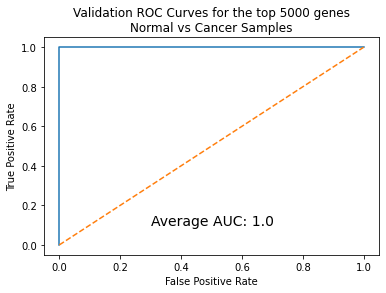 Validation ROC Curves for the top 5000 genes
Normal vs Cancer Samples
True Positive Rate
1.0
0.8
0.6
0.4
0.2
0.0
Average AUC: 1.0
0.0 0.2 0.4 0.6 0.8 1.0
False Positive Rate